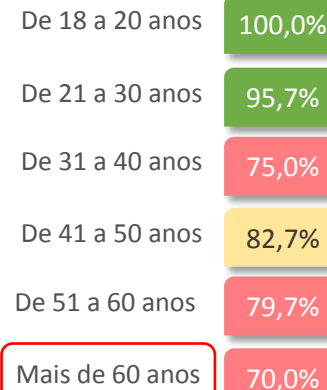 De 18 a 20 anos 100,0%
De 21 a 30 anos 95,7%
De 31 a 40 anos 75,0%
De 41 a 50 anos 82,7%
De 51 a 60 anos 79,7%
Mais de 60 anos 70,0%